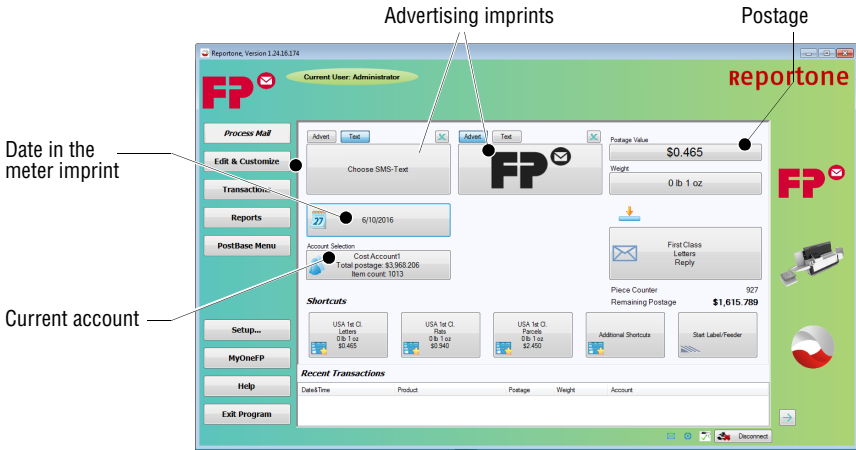 Advertising imprints
Postage
Reportone, Version 1.24.16.174
FP
Current User: Administrator
Reportone
Process Mail
Edit & Customize
Transactions
Reports
PostBase Menu
Setup...
MyOneFP
Help
Exit Program
Date in the
meter imprint
Current account
Advert
Text
Choose SMS-Text
Advert
Text
FP
Postage Value
$0.465
Weight
0 lb 1 oz
27
6/10/2016
Account Selection
Cost Account1
Total postage: $3,968.206
Item count: 1013
First Class
Letters
Reply
Piece Counter 927
Remaining Postage $1,615.789
Shortcuts
USA 1st Cl.
Letters
0 lb 1 oz
$0.465
USA 1st Cl.
Flats
0 lb 1 oz
$0.940
USA 1st Cl.
Parcels
0 lb 1 oz
$2.450
Additional Shortcuts
Start Label/Feeder
Recent Transactions
Date&Time Product Postage Weight Account
FP
Disconnect